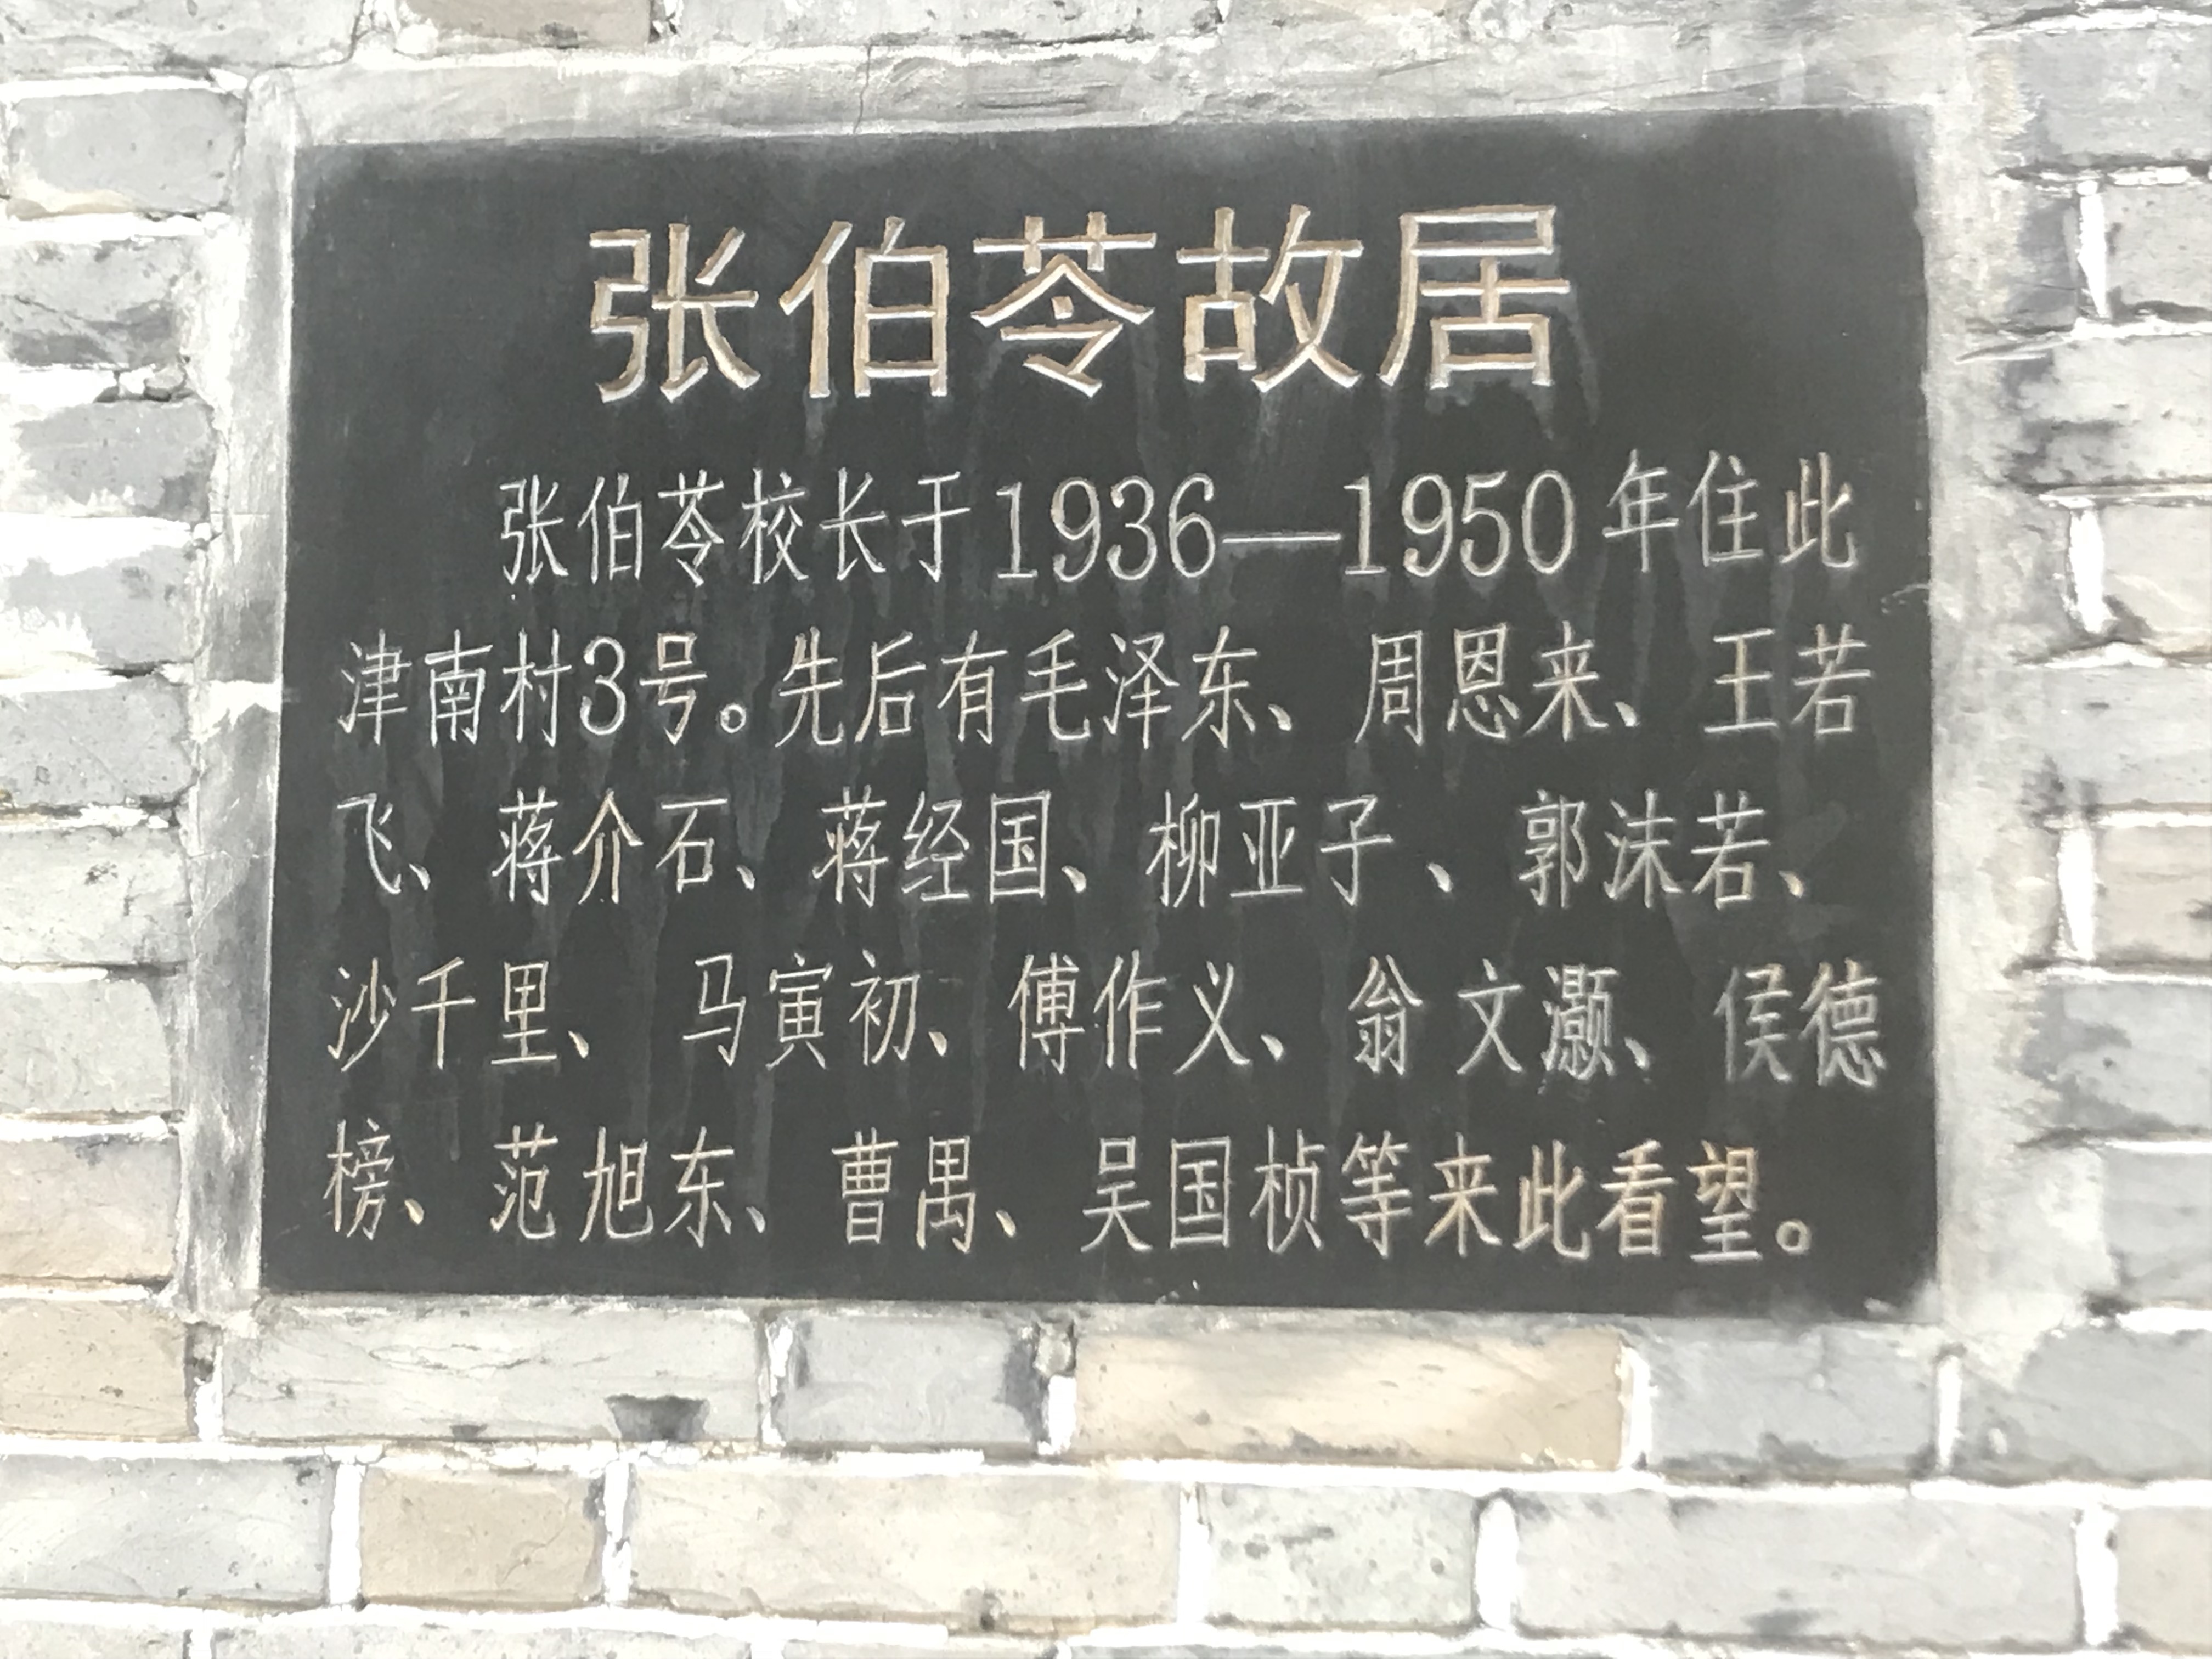 张伯苓故居
张伯苓校长于1936—1950年住此
津南村3号。先后有毛泽东、周恩来、王若
飞、蒋介石、蒋经国、柳亚子、郭沫若、
沙千里、马寅初、傅作义、翁文灏、侯德
榜、范旭东、曹禺、吴国桢等来此看望。